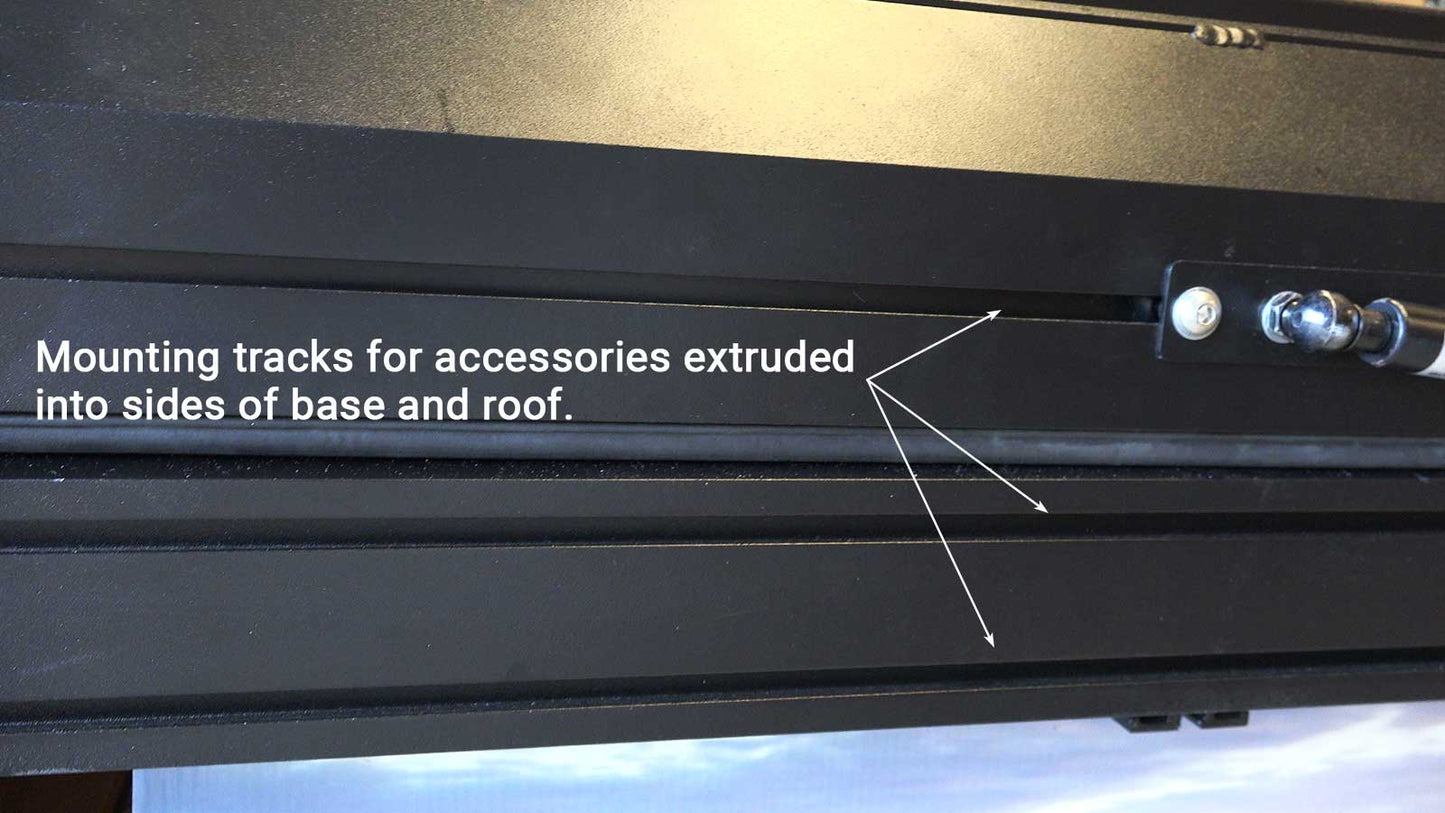 Mounting tracks for accessories extruded
into sides of base and roof.